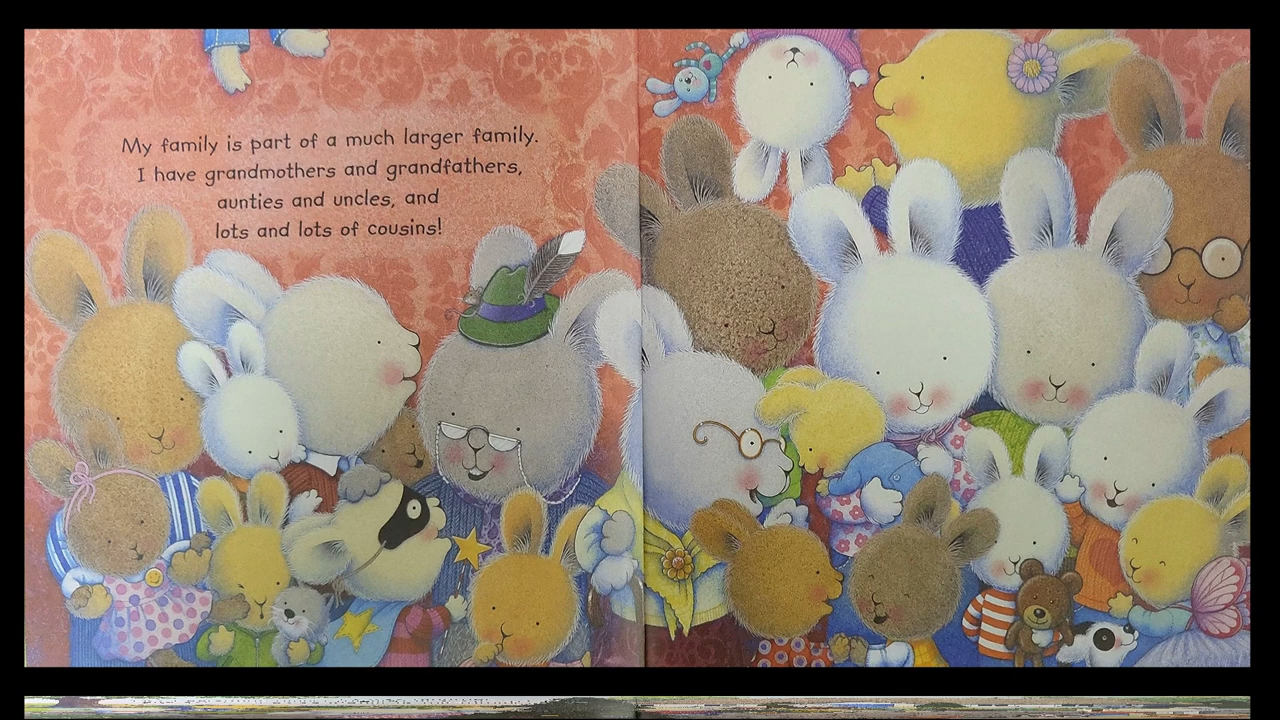 My family is part of a much larger family.
I have grandmothers and grandfathers,
aunties and uncles, and
lots and lots of cousins!